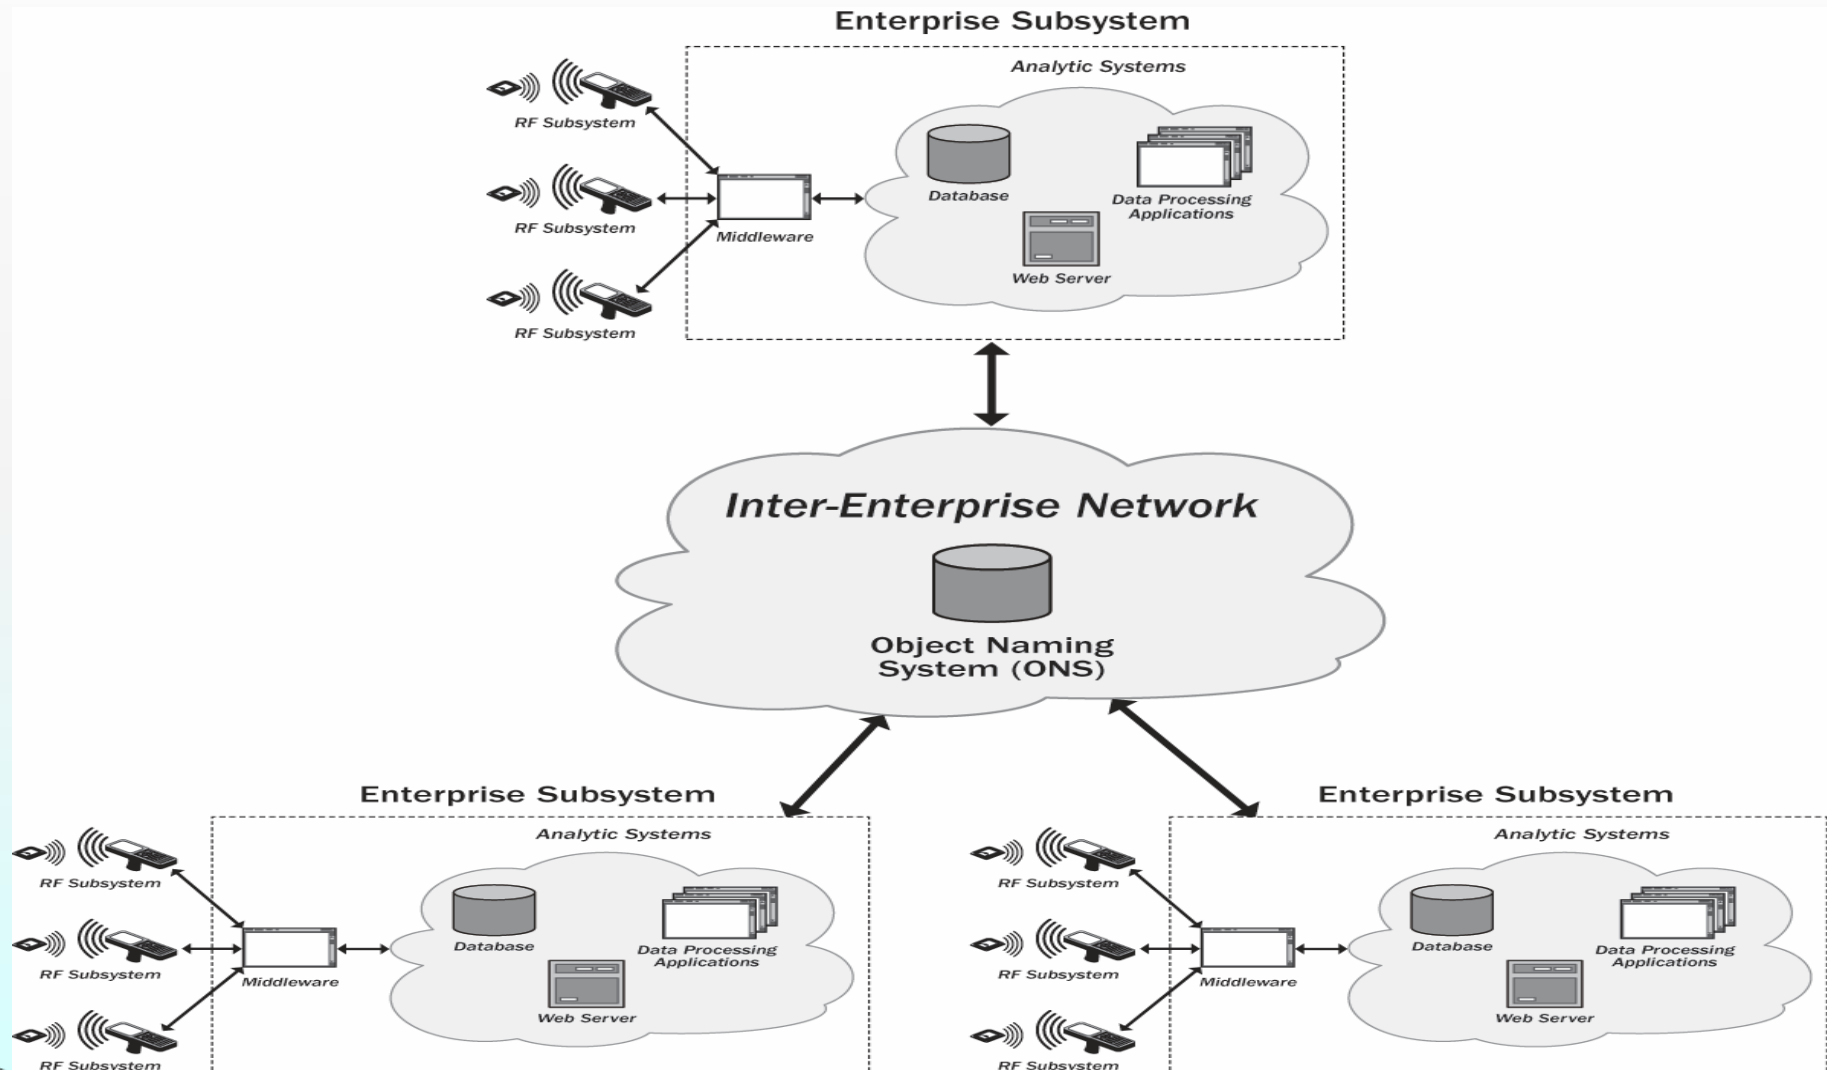 Enterprise Subsystem
Analytic Systems
RF Subsystem
Database
Data Processing
Applications
RF Subsystem
Middleware
Web Server
RF Subsystem
Inter-Enterprise Network
Object Naming
System (ONS)
Enterprise Subsystem
Analytic Systems
RF Subsystem
Database
Data Processing
Applications
RF Subsystem
Middleware
Web Server
RF Subsystem
Enterprise Subsystem
Analytic Systems
RF Subsystem
Database
Data Processing
Applications
RF Subsystem
Middleware
Web Server
RF Subsystem